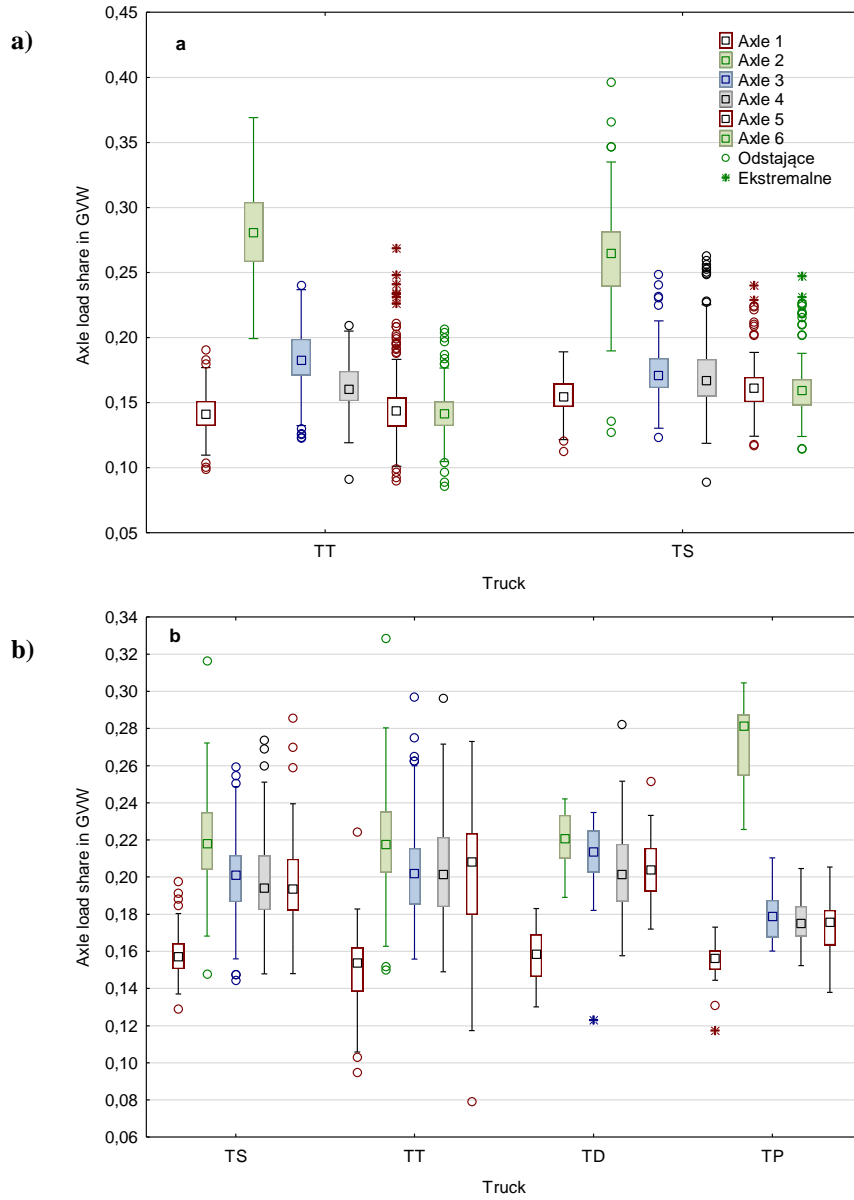 a)
a
Axle load share in GVW
0,45
0,40
0,35
0,30
0,25
0,20
0,15
0,10
0,05
Axle 1
Axle 2
Axle 3
Axle 4
Axle 5
Axle 6
Odstające
Ekstremalne
TT TS
Truck
b)
b
Axle load share in GVW
0,34
0,32
0,30
0,28
0,26
0,24
0,22
0,20
0,18
0,16
0,14
0,12
0,10
0,08
0,06
TS TT TD TP
Truck